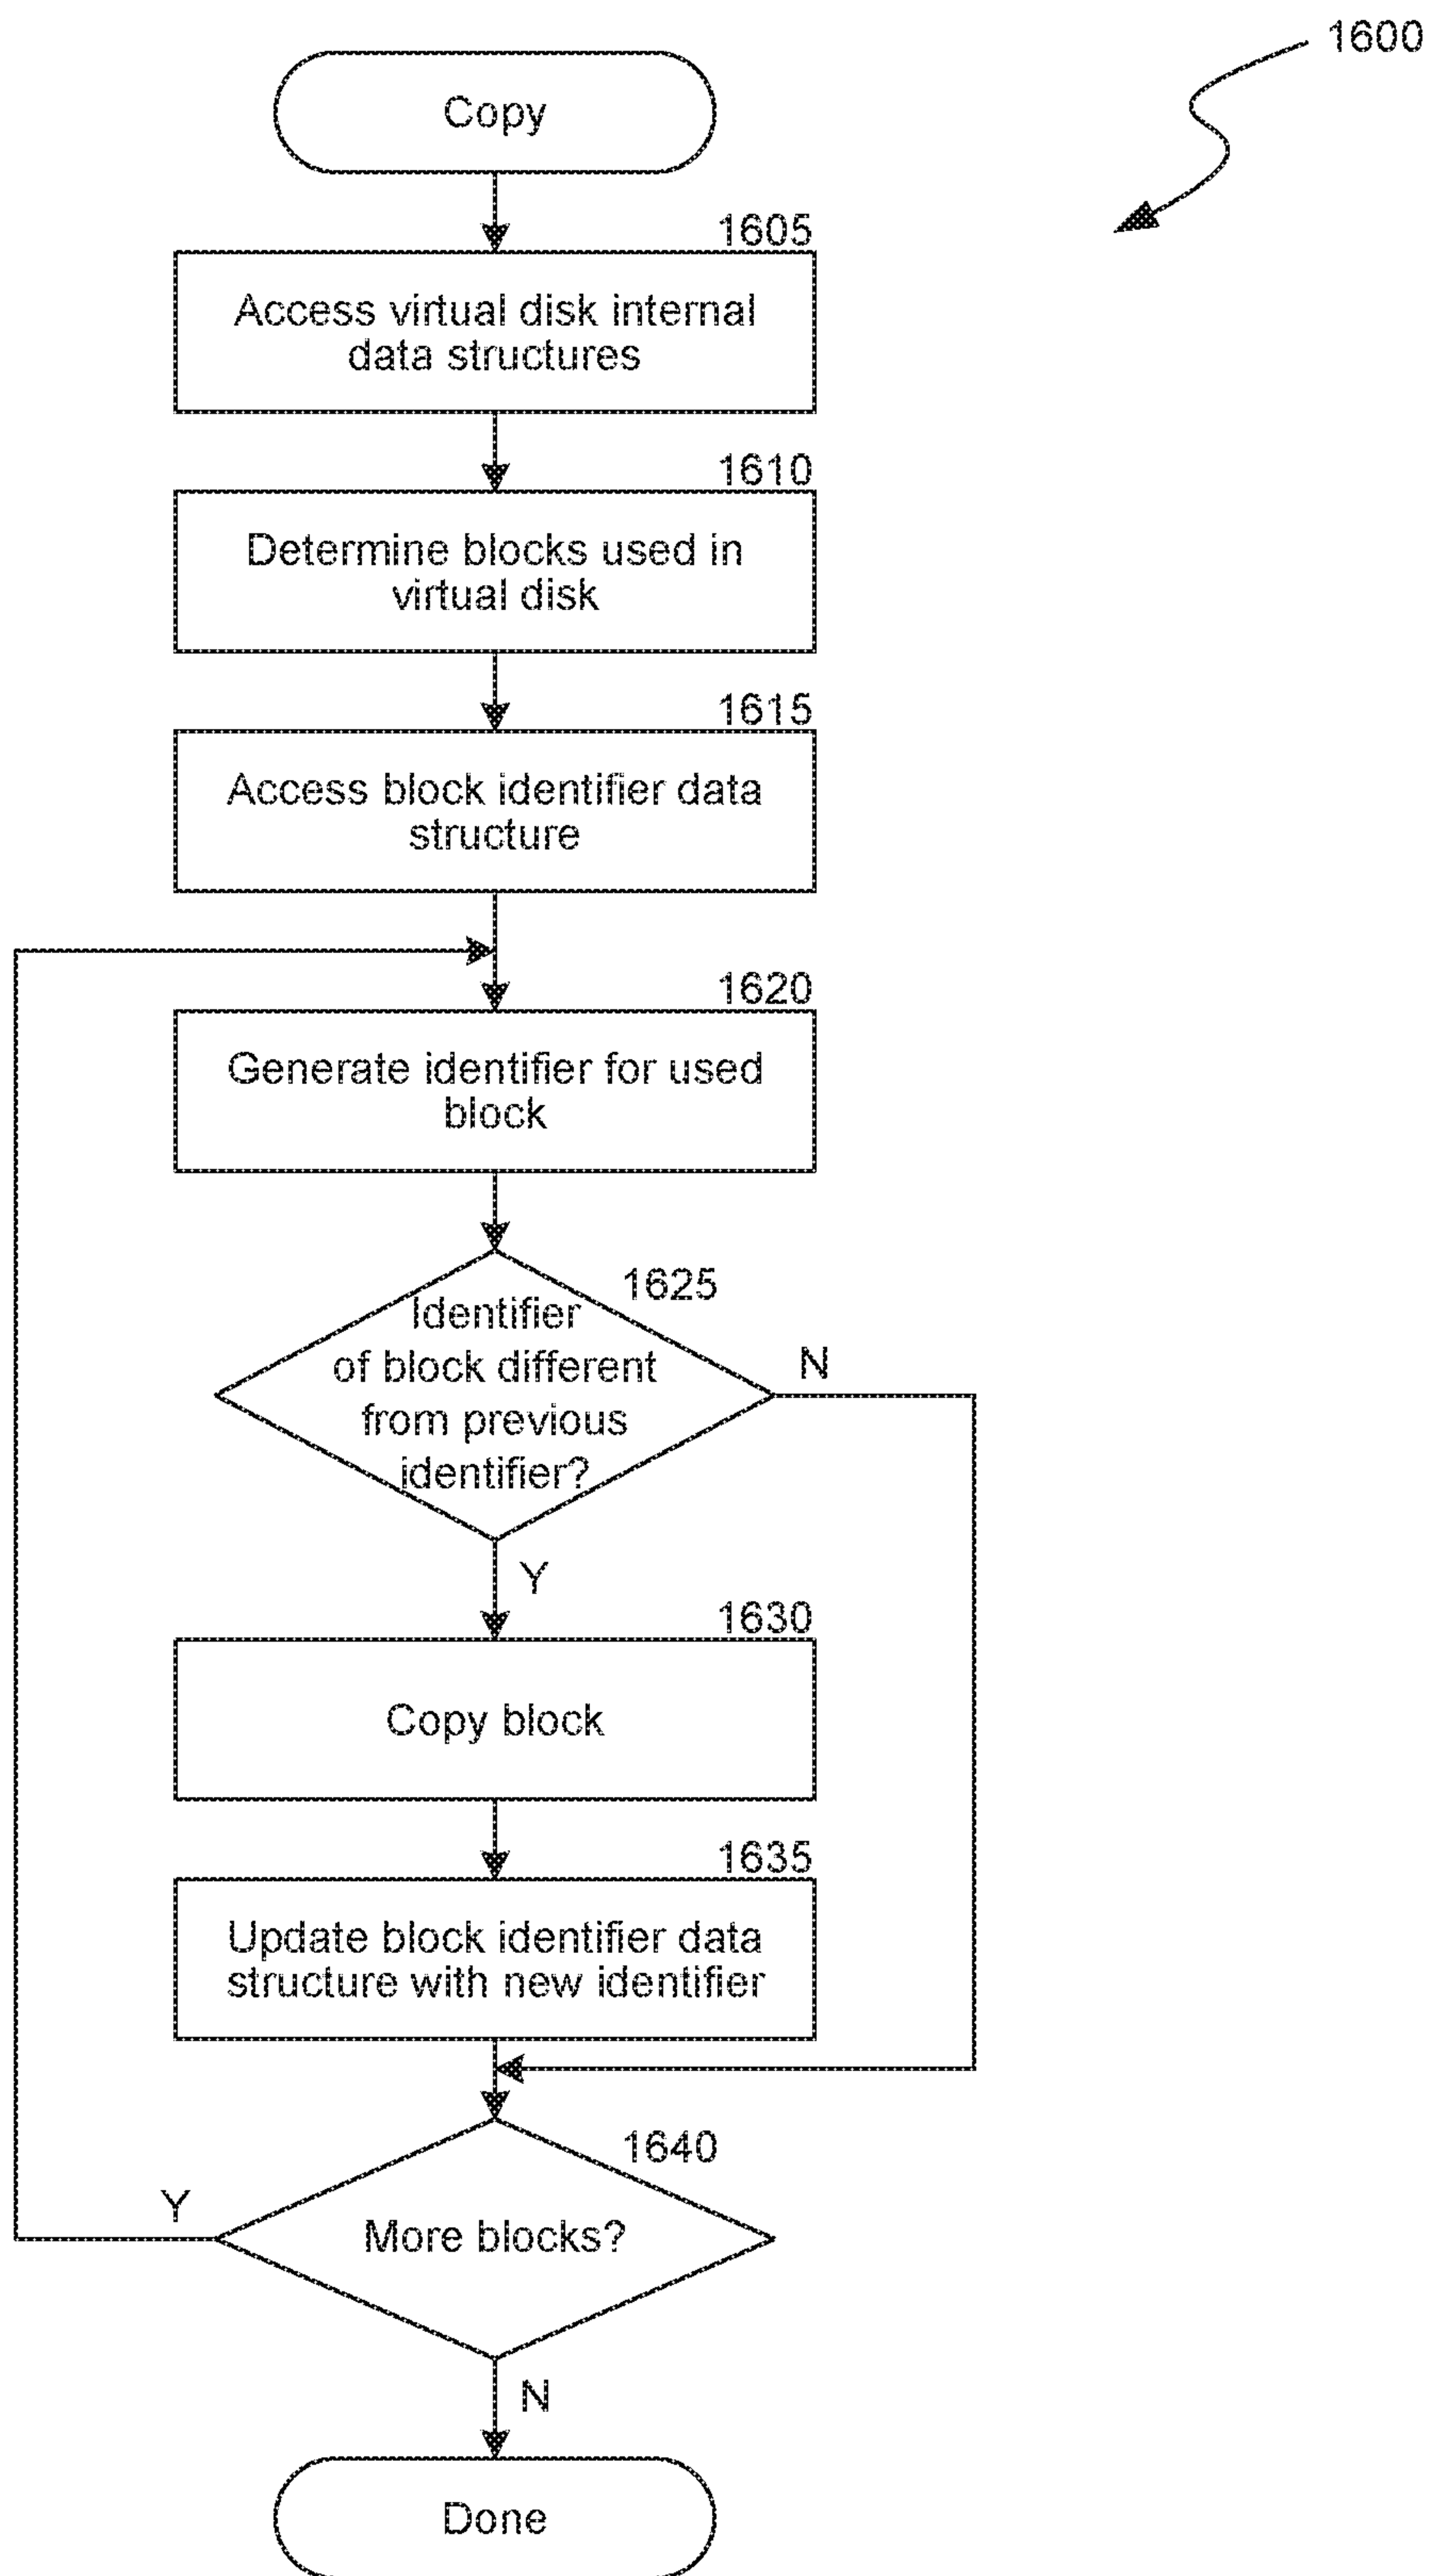 1600
Copy
1605
Access virtual disk internal
data structures
1610
Determine blocks used in
virtual disk
1615
Access block identifier data
structure
1620
Generate identifier for used
block
1625
Identifier
of block different
from previous
identifier?
N
Y
1630
Copy block
1635
Update block identifier data
structure with new identifier
1640
More blocks?
Y
N
Done